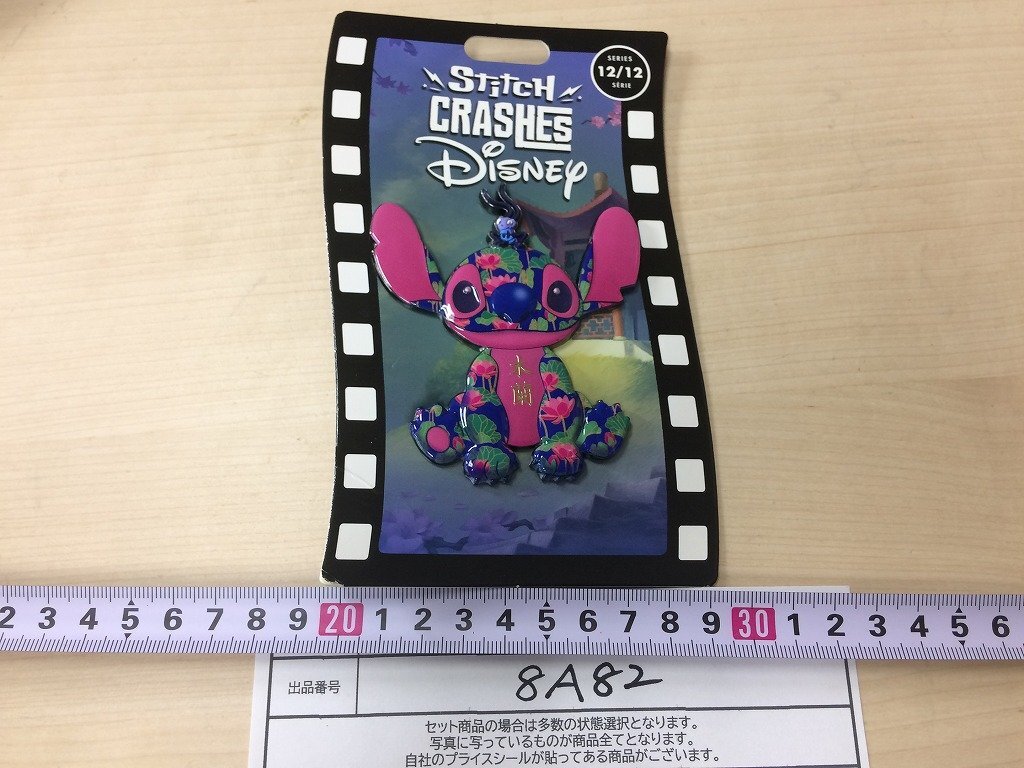 SERIES
12/12
SÉRIE
Stitch
CRASHES
Disney
木
蘭
2 3 4 5 6 7 8 9 20 1 2 3 4 5 6 7 8 9 30 1 2 3 4 5 6
出品番号 8A82
セット商品の場合は多数の状態選択となります。
写真に写っているものが商品全てとなります。
自社のプライスシールが貼ってある商品がございます。